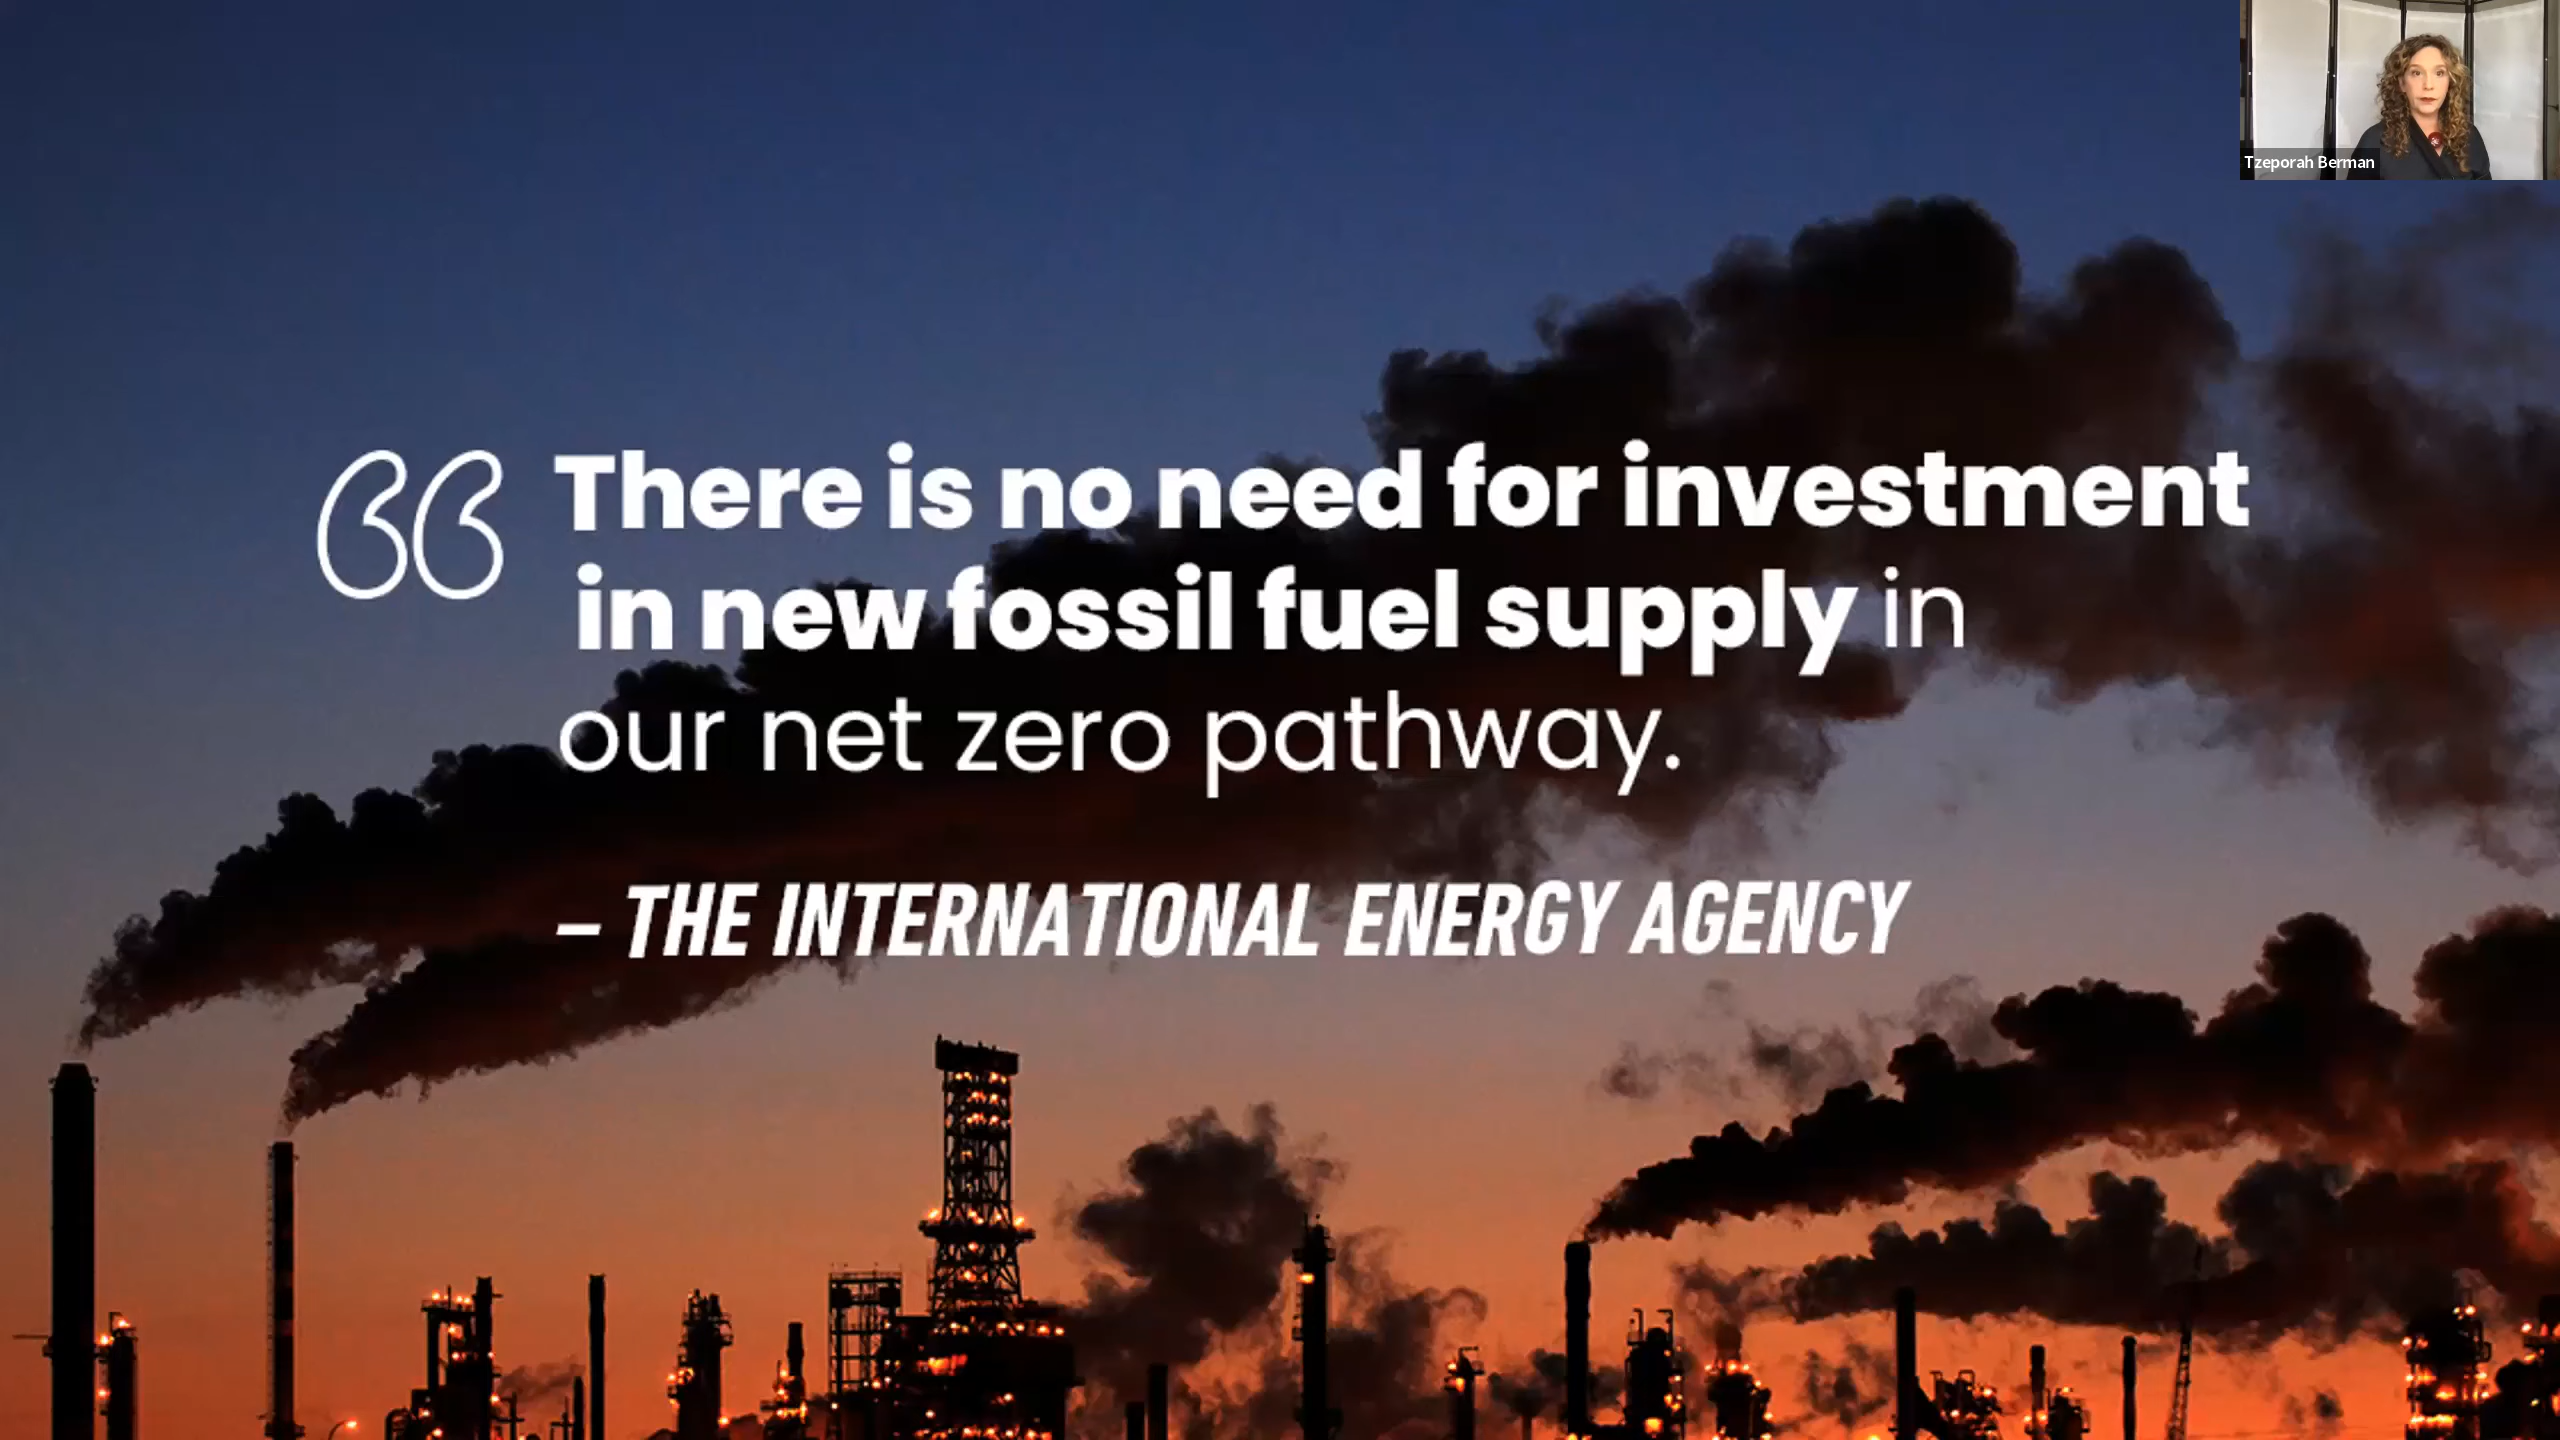 Tzeporah Berman
“There is no need for investment
in new fossil fuel supply in
our net zero pathway.
– THE INTERNATIONAL ENERGY AGENCY